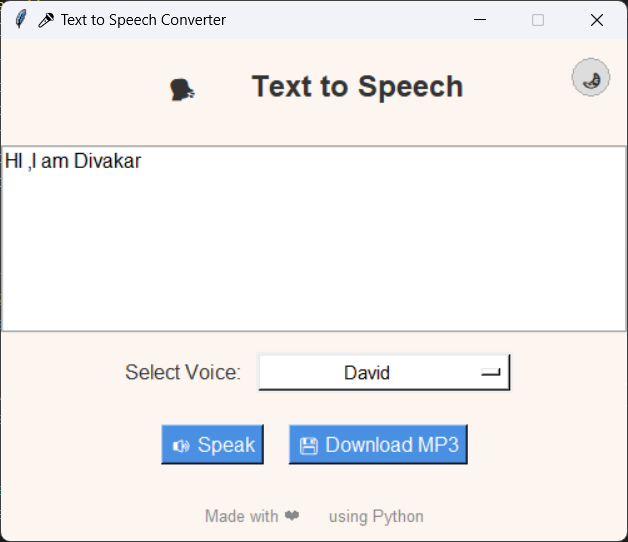 Text to Speech Converter
Text to Speech
HI ,I am Divakar
Select Voice: David
Speak Download MP3
Made with ❤ using Python